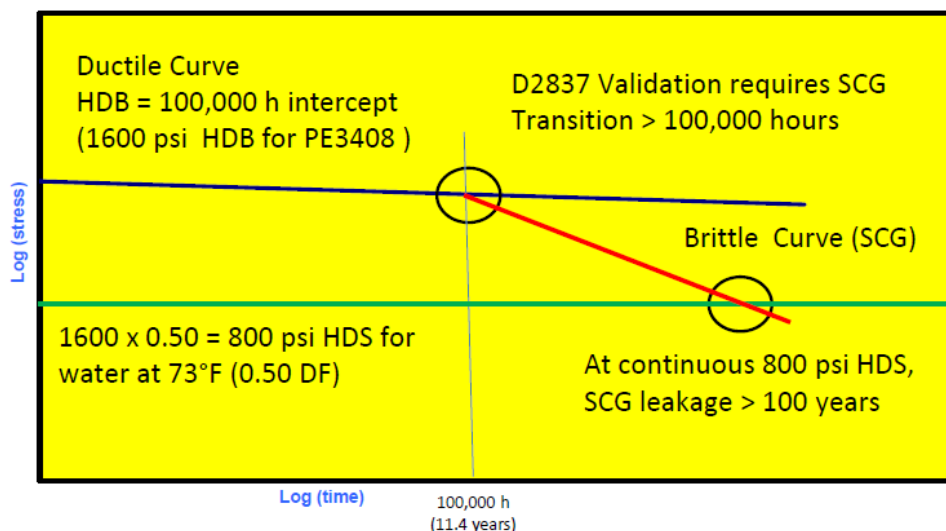 Ductile Curve
HDB = 100,000 h intercept
(1600 psi  HDB for PE3408 )
D2837 Validation requires SCG
Transition > 100,000 hours
Log (stress)
Brittle  Curve (SCG)
1600 x 0.50 = 800 psi HDS for
water at 73°F (0.50 DF)
At continuous 800 psi HDS,
SCG leakage > 100 years
Log (time)
100,000 h
(11.4 years)